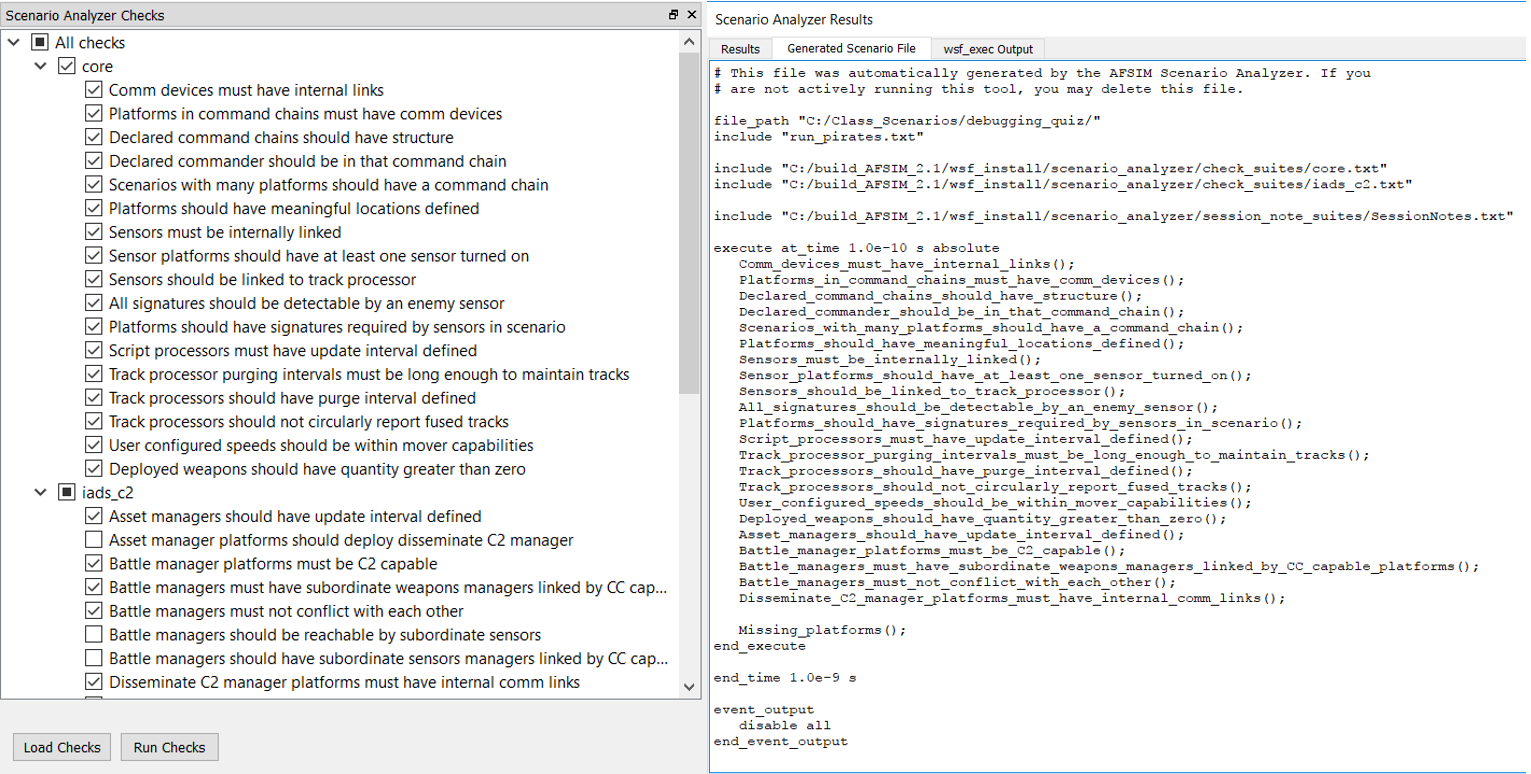 Scenario Analyzer Checks
All checks
core
Comm devices must have internal links
Platforms in command chains must have comm devices
Declared command chains should have structure
Declared commander should be in that command chain
Scenarios with many platforms should have a command chain
Platforms should have meaningful locations defined
Sensors must be internally linked
Sensor platforms should have at least one sensor turned on
Sensors should be linked to track processor
All signatures should be detectable by an enemy sensor
Platforms should have signatures required by sensors in scenario
Script processors must have update interval defined
Track processor purging intervals must be long enough to maintain tracks
Track processors should have purge interval defined
Track processors should not circularly report fused tracks
User configured speeds should be within mover capabilities
Deployed weapons should have quantity greater than zero
iads_c2
Asset managers should have update interval defined
Asset manager platforms should deploy disseminate C2 manager
Battle manager platforms must be C2 capable
Battle managers must have subordinate weapons managers linked by CC cap...
Battle managers must not conflict with each other
Battle managers should be reachable by subordinate sensors
Battle managers should have subordinate sensors managers linked by CC cap...
Disseminate C2 manager platforms must have internal comm links
Load Checks
Run Checks
Scenario Analyzer Results
Results
Generated Scenario File
wsf_exec Output
# This file was automatically generated by the AFSIM Scenario Analyzer. If you
# are not actively running this tool, you may delete this file.
file_path "C:/Class_Scenarios/debugging_quiz/"
include "run_pirates.txt"
include "C:/build_AFSIM_2.1/wsf_install/scenario_analyzer/check_suites/core.txt"
include "C:/build_AFSIM_2.1/wsf_install/scenario_analyzer/check_suites/iads_c2.txt"
include "C:/build_AFSIM_2.1/wsf_install/scenario_analyzer/session_note_suites/SessionNotes.txt"
execute at_time 1.0e-10 s absolute
Comm_devices_must_have_internal_links();
Platforms_in_command_chains_must_have_comm_devices();
Declared_command_chains_should_have_structure();
Declared_commander_should_be_in_that_command_chain();
Scenarios_with_many_platforms_should_have_a_command_chain();
Platforms_should_have_meaningful_locations_defined();
Sensors_must_be_internally_linked();
Sensor_platforms_should_have_at_least_one_sensor_turned_on();
Sensors_should_be_linked_to_track_processor();
All_signatures_should_be_detectable_by_an_enemy_sensor();
Platforms_should_have_signatures_required_by_sensors_in_scenario();
Script_processors_must_have_update_interval_defined();
Track_processor_purging_intervals_must_be_long_enough_to_maintain_tracks();
Track_processors_should_have_purge_interval_defined();
Track_processors_should_not_circularly_report_fused_tracks();
User_configured_speeds_should_be_within_mover_capabilities();
Deployed_weapons_should_have_quantity_greater_than_zero();
Asset_managers_should_have_update_interval_defined();
Battle_manager_platforms_must_be_C2_capable();
Battle_managers_must_have_subordinate_weapons_managers_linked_by_CC_capable_platforms();
Battle_managers_must_not_conflict_with_each_other();
Disseminate_C2_manager_platforms_must_have_internal_comm_links();
Missing_platforms();
end_execute
end_time 1.0e-9 s
event_output
disable all
end_event_output